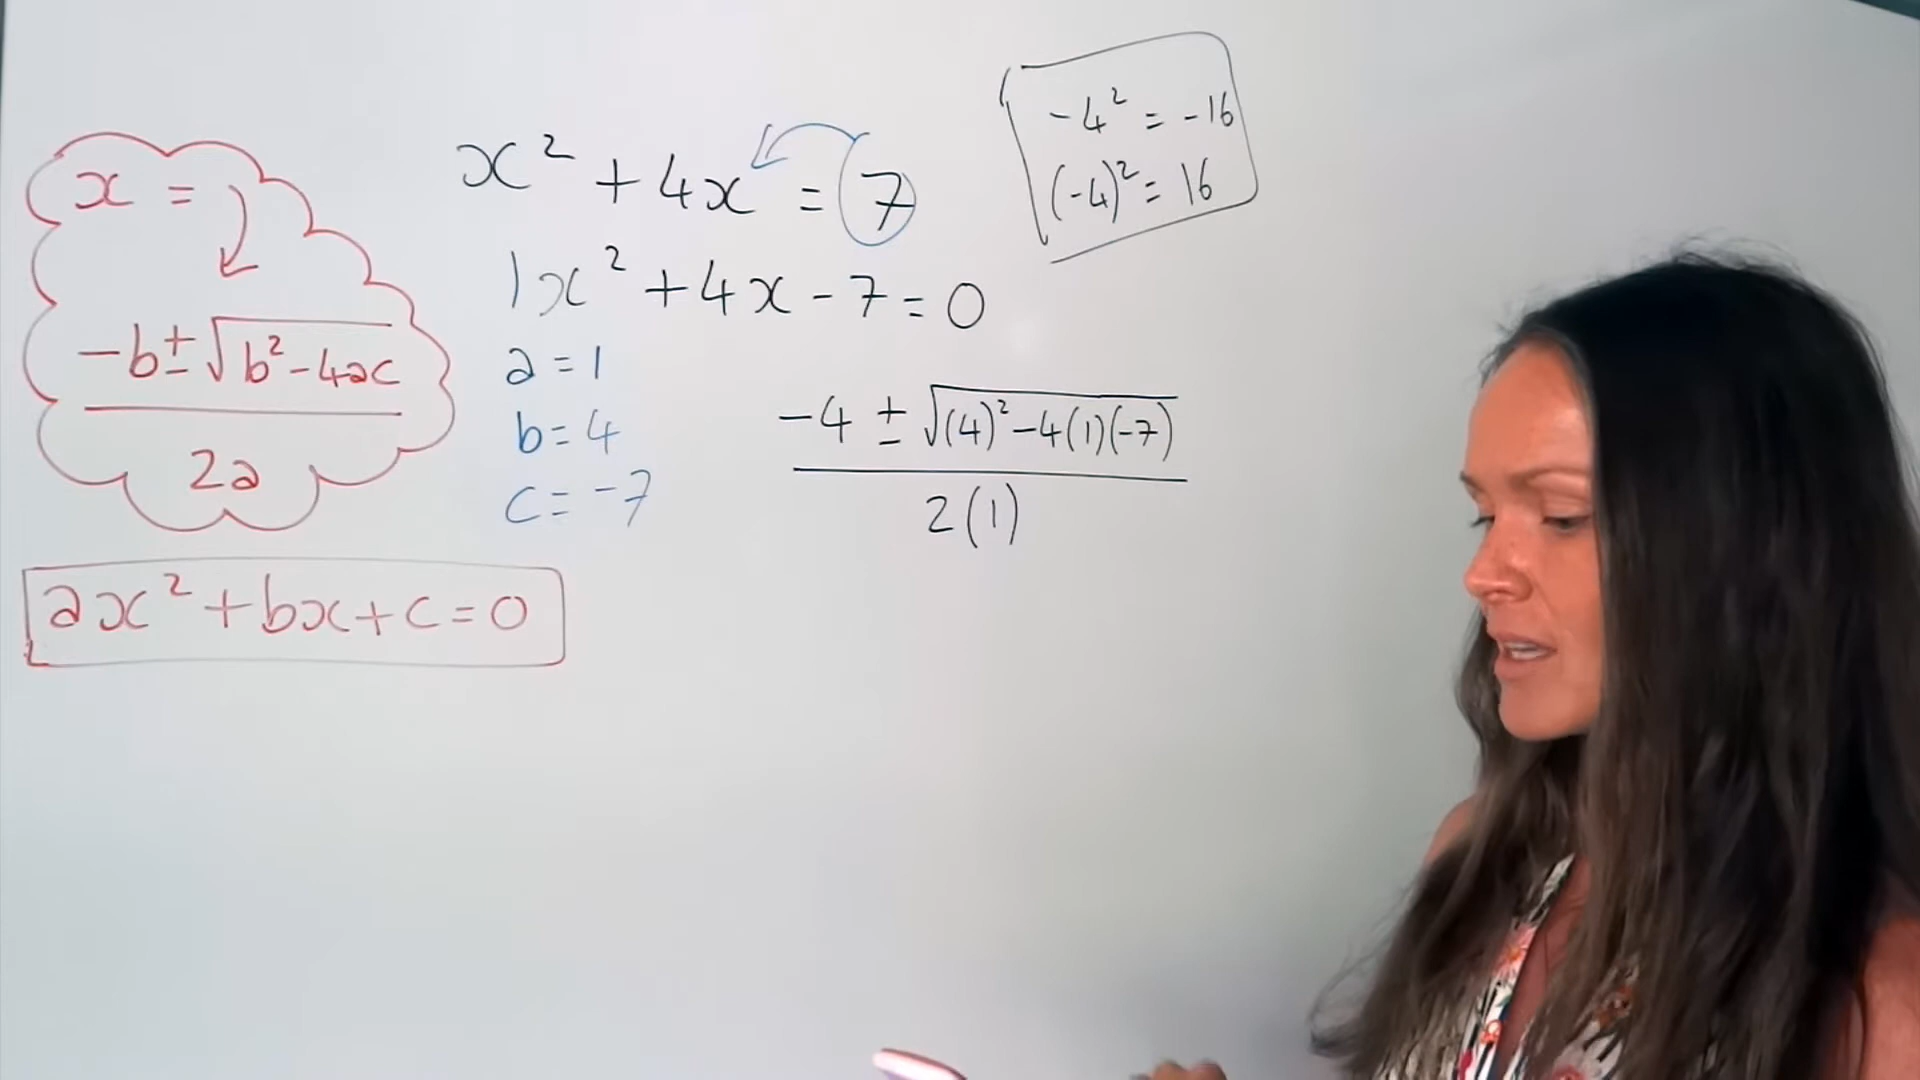 x = 
-b ± √b² - 4ac
2a
ax² + bx + c = 0
x² + 4x = 7
1x² + 4x - 7 = 0
a = 1
b = 4
c = -7
-4 ± √(4)² - 4(1)(-7)
2(1)
-4² = -16
(-4)² = 16